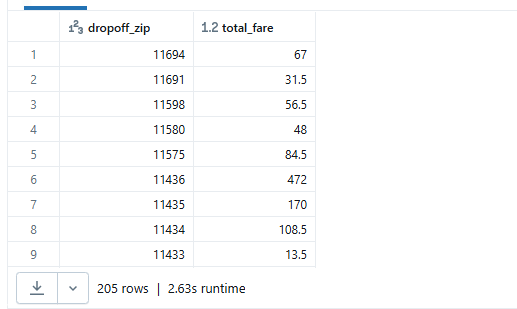 1²3 dropoff_zip 1.2 total_fare
1 11694 67
2 11691 31.5
3 11598 56.5
4 11580 48
5 11575 84.5
6 11436 472
7 11435 170
8 11434 108.5
9 11433 13.5
205 rows | 2.63s runtime